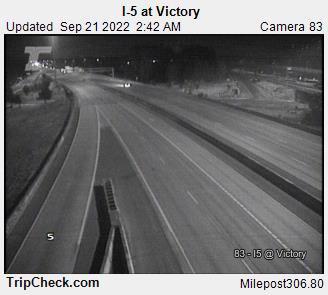 I-5 at Victory
Updated Sep 21 2022 2:42 AM Camera 83
S
83 - I5 @ Victory
TripCheck.com Milepost306.80